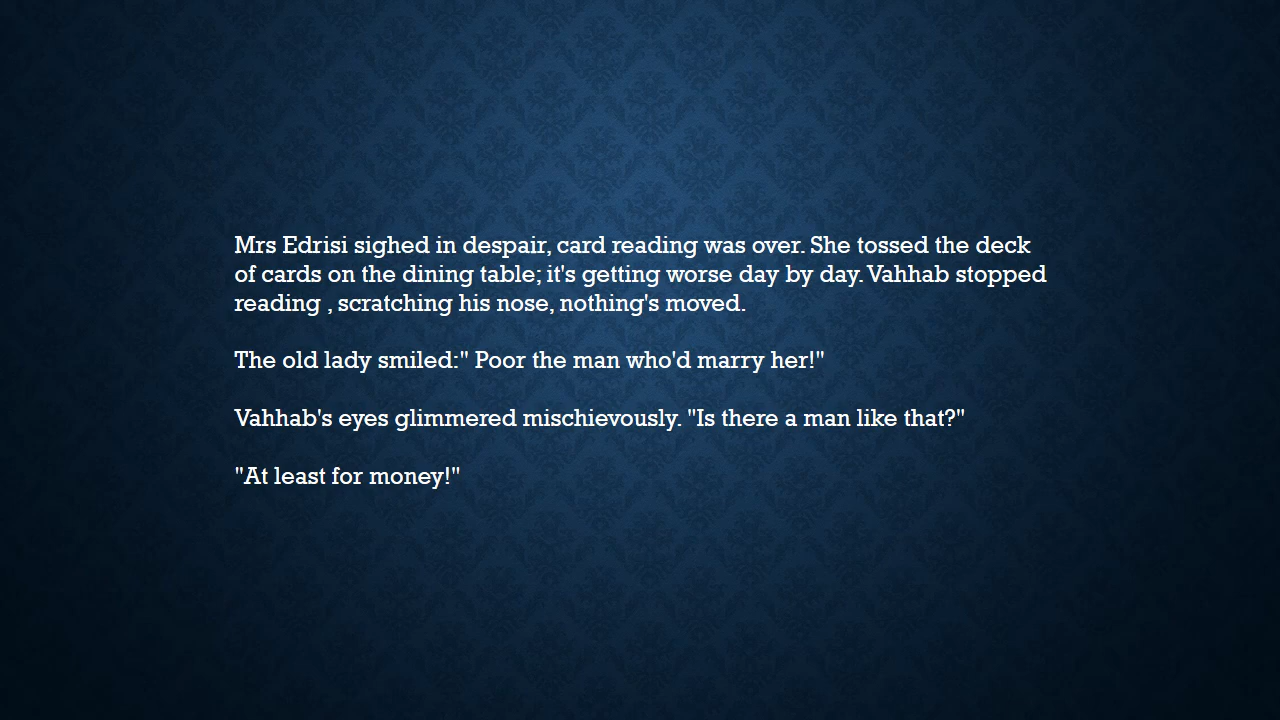 Mrs Edrisi sighed in despair, card reading was over. She tossed the deck
of cards on the dining table; it's getting worse day by day. Vahhab stopped
reading , scratching his nose, nothing's moved.
The old lady smiled:" Poor the man who'd marry her!"
Vahhab's eyes glimmered mischievously. "Is there a man like that?"
"At least for money!"